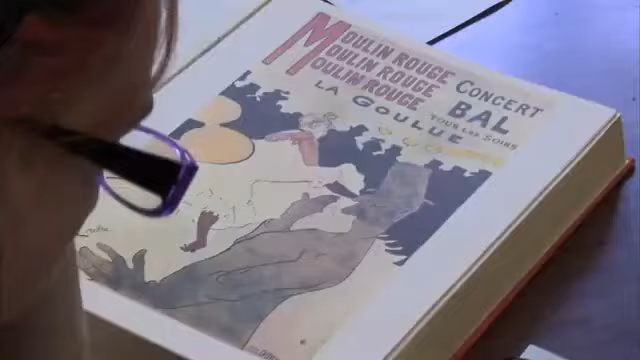 MOULIN ROUGE CONCERT
MOULIN ROUGE BAL
MOULIN ROUGE TOUS LES SOIRS
LA GOULUE